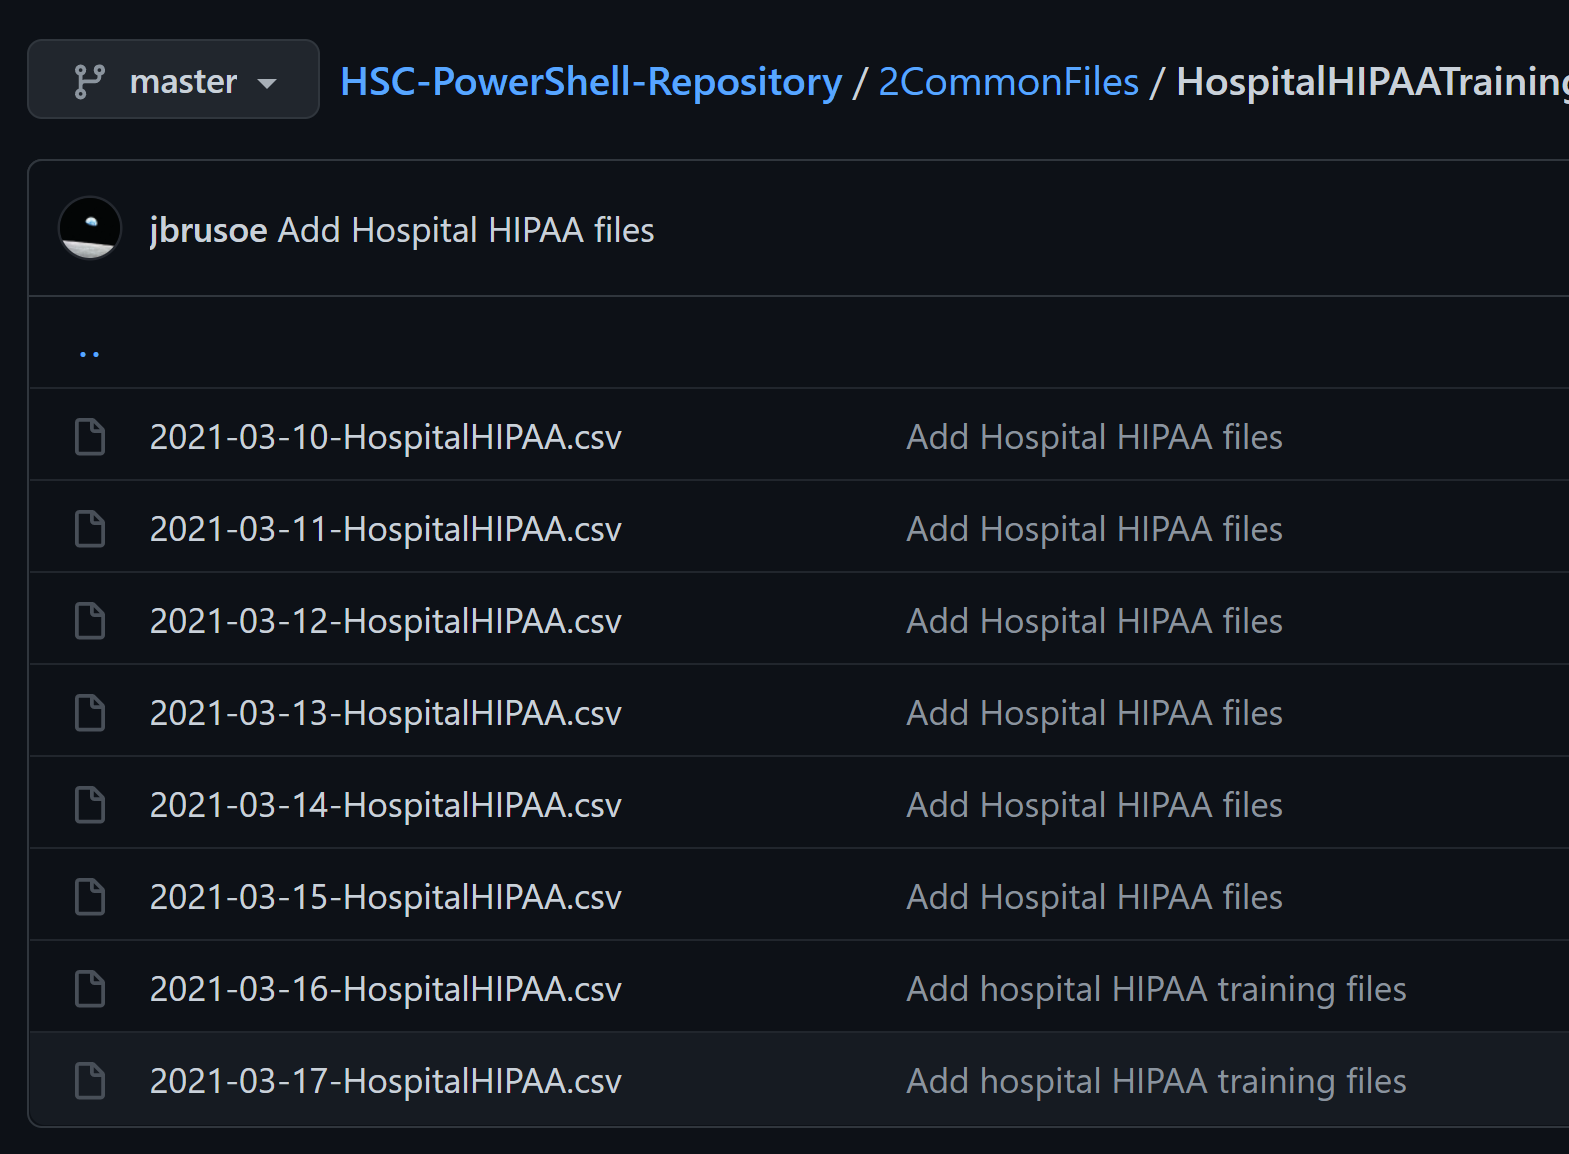 master HSC-PowerShell-Repository / 2CommonFiles / HospitalHIPAATraining
jbrusoe Add Hospital HIPAA files
..
2021-03-10-HospitalHIPAA.csv Add Hospital HIPAA files
2021-03-11-HospitalHIPAA.csv Add Hospital HIPAA files
2021-03-12-HospitalHIPAA.csv Add Hospital HIPAA files
2021-03-13-HospitalHIPAA.csv Add Hospital HIPAA files
2021-03-14-HospitalHIPAA.csv Add Hospital HIPAA files
2021-03-15-HospitalHIPAA.csv Add Hospital HIPAA files
2021-03-16-HospitalHIPAA.csv Add hospital HIPAA training files
2021-03-17-HospitalHIPAA.csv Add hospital HIPAA training files